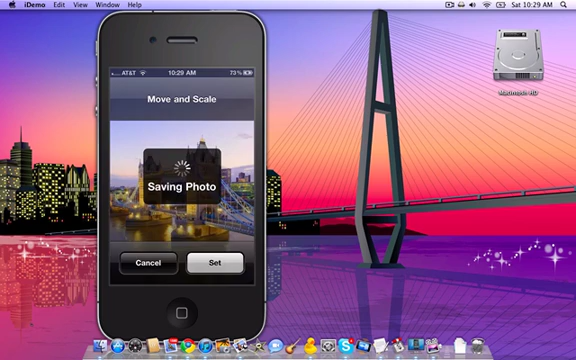 iDemo Edit View Window Help
Sat 10:29 AM
AT&T 10:29 AM 73%
Move and Scale
Saving Photo
Cancel Set
Macintosh HD